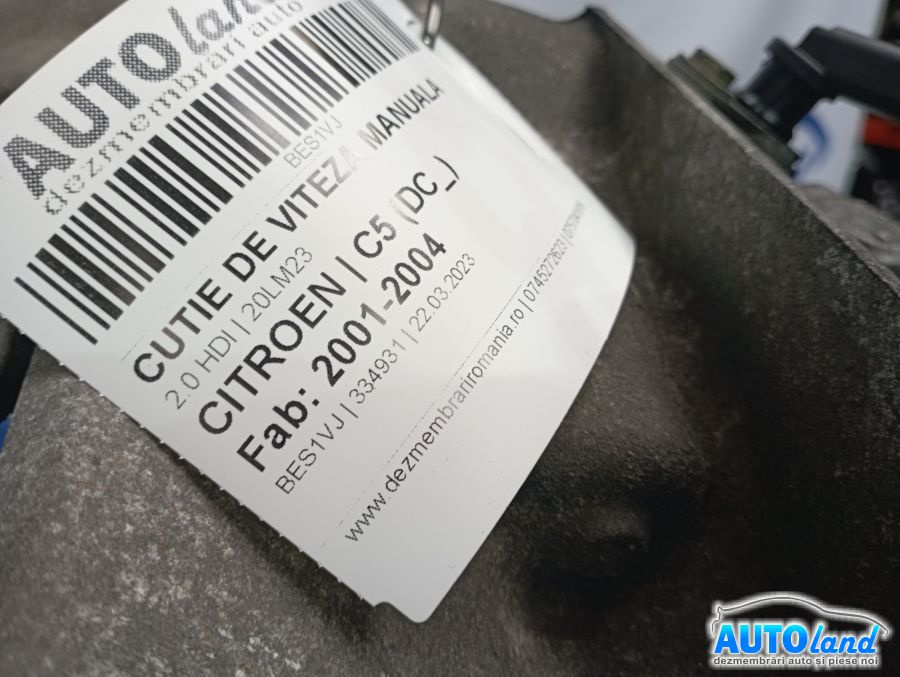 AUTOland
dezmembrari auto
BES1VJ
CUTIE DE VITEZA MANUALA
2.0 HDI | 20LM23
CITROEN | C5 (DC_)
Fab: 2001-2004
BES1VJ | 334931 | 22.03.2023
www.dezmembrariromania.ro | 0745272623 |
AUTOland
dezmembrări auto și piese noi